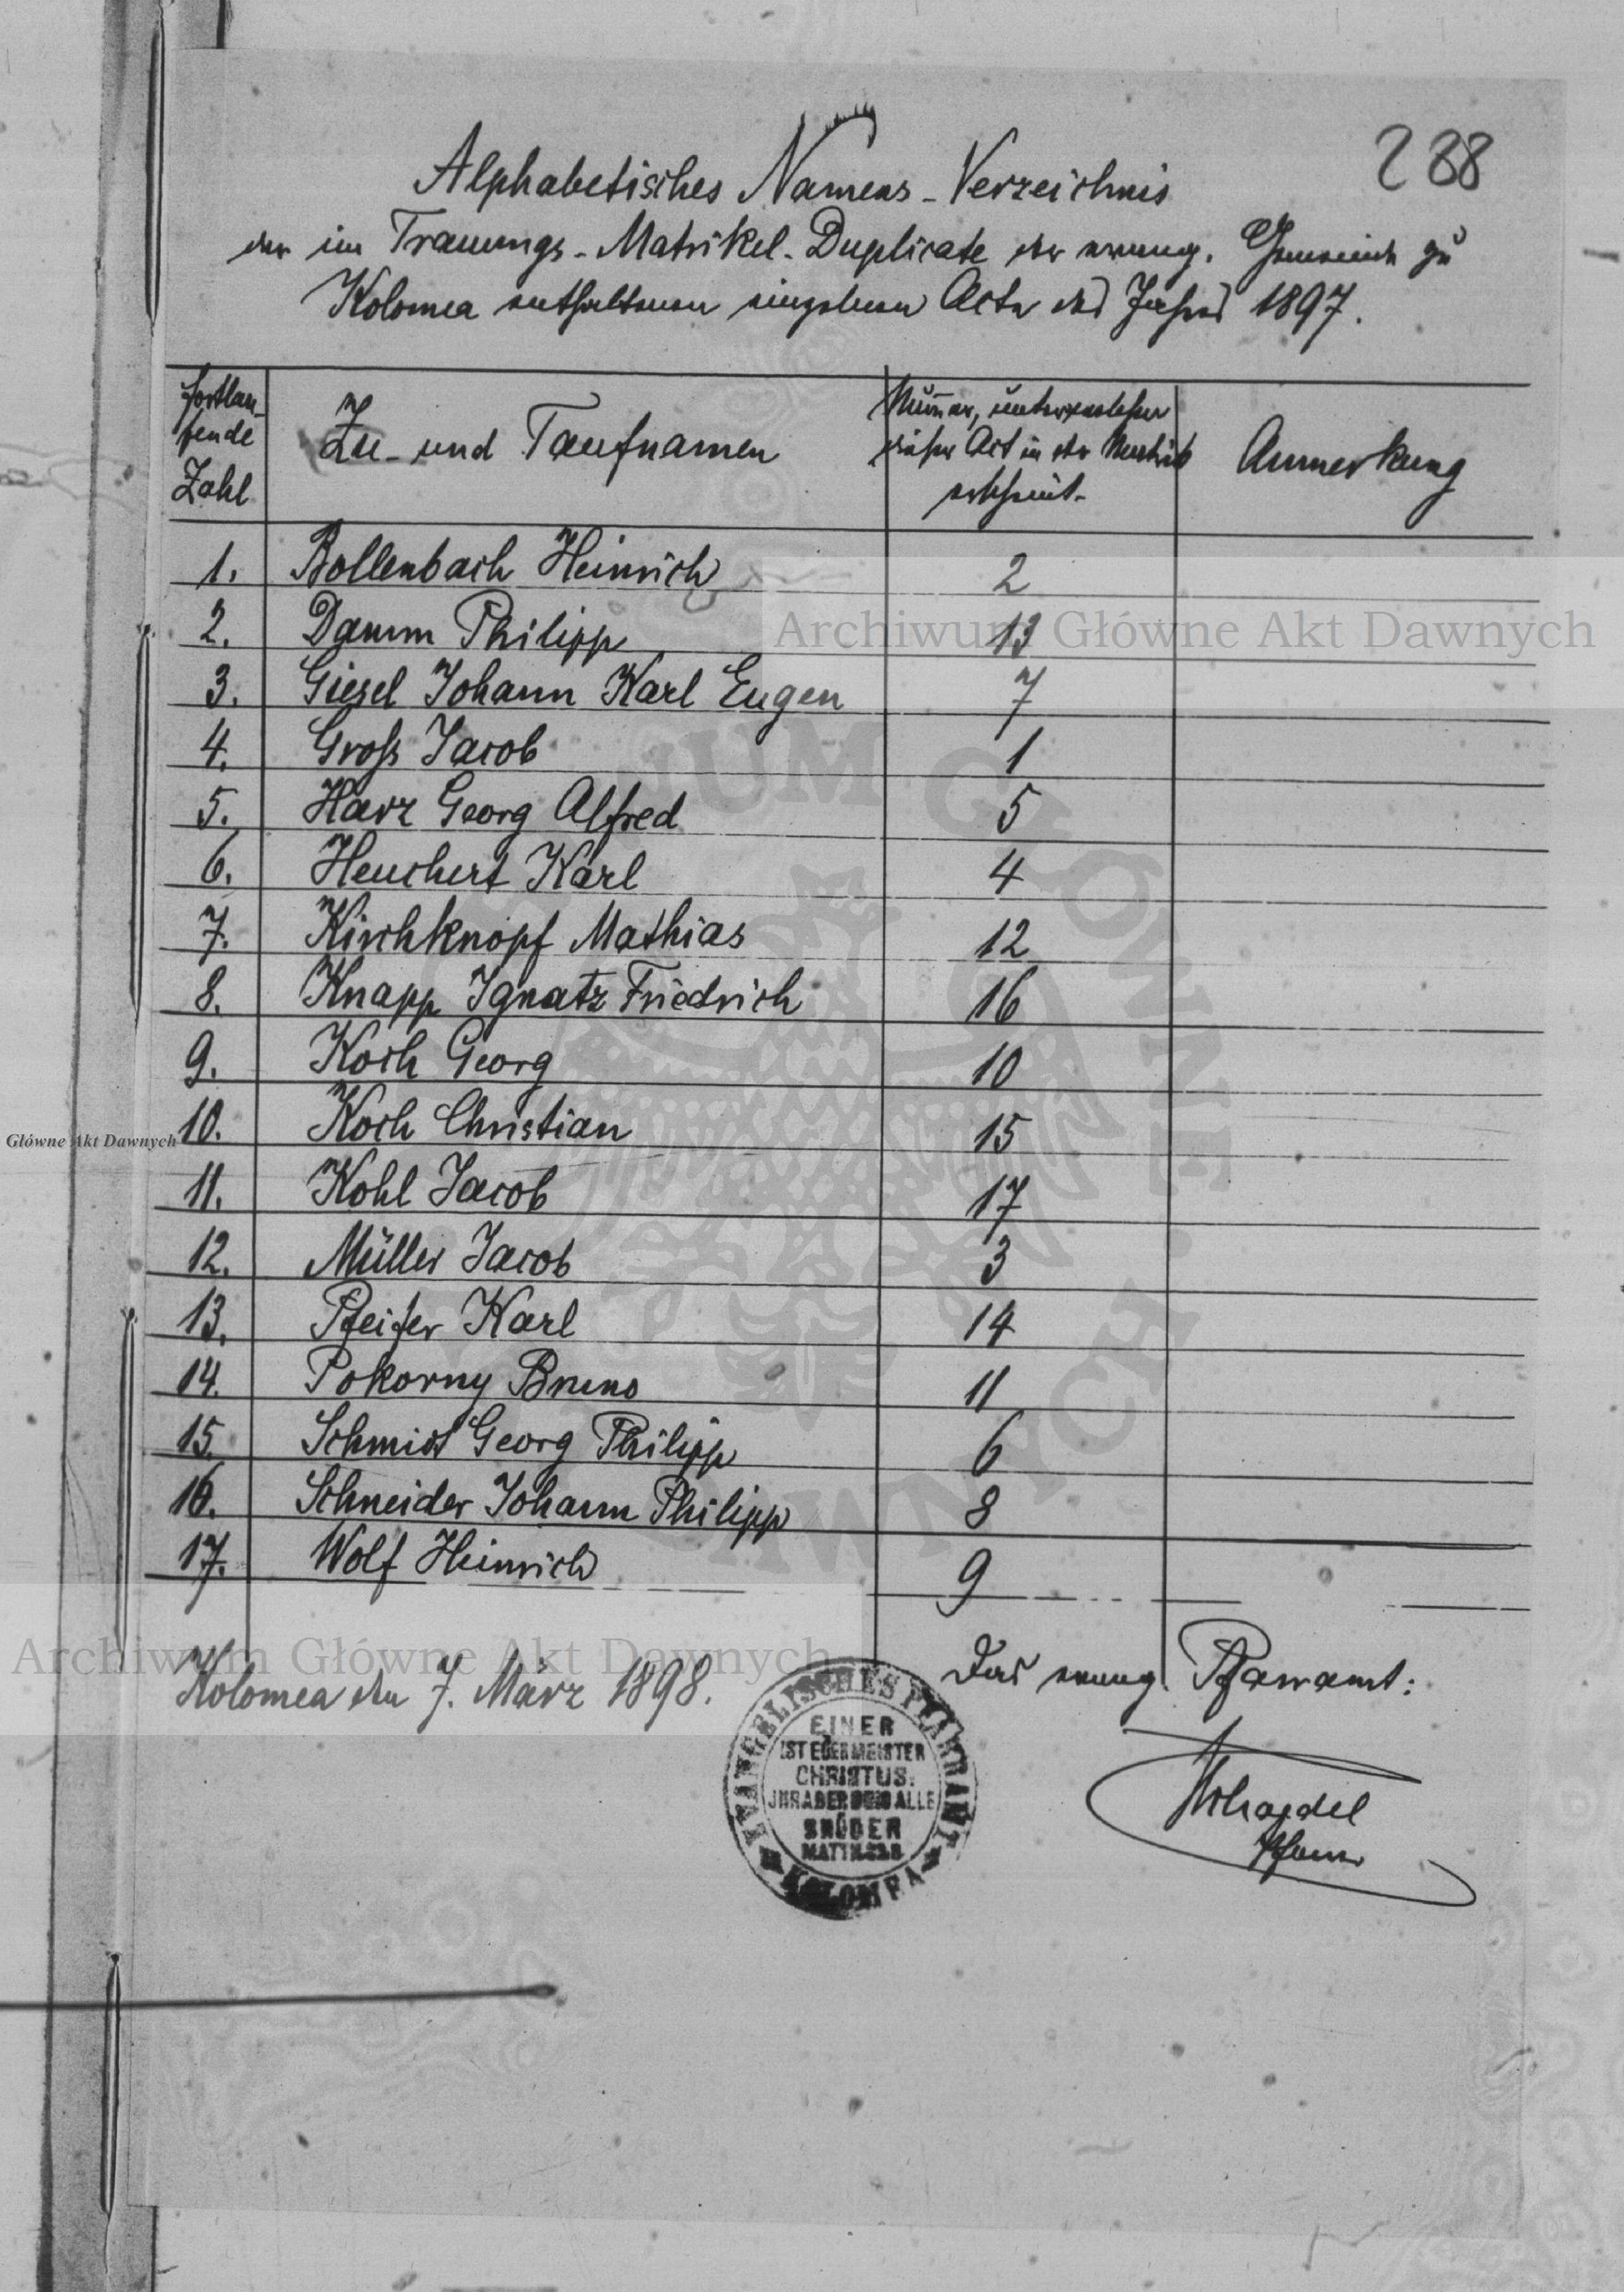 288
Alphabetisches Namens-Verzeichnis
der im Trauungs-Matrikel-Duplicate der evang. Gemeinde zu
Kolomea enthaltenen einzelnen Acte des Jahres 1897.
fortlau-
fende
Zahl
Zu- und Taufnamen
Nummer, unter welcher
dieser Act in der Matrik
erscheint.
Anmerkung
1. Bollenbach Heinrich 2
2. Damm Philipp 13
3. Giesel Johann Karl Eugen 7
4. Groß Jacob 1
5. Harz Georg Alfred 5
6. Heuchert Karl 4
7. Kirchknopf Mathias 12
8. Knapp Ignatz Friedrich 16
9. Koch Georg 10
10. Koch Christian 15
11. Kohl Jacob 17
12. Müller Jacob 3
13. Pfeifer Karl 14
14. Pokorny Bruno 11
15. Schmidt Georg Philipp 6
16. Schneider Johann Philipp 8
17. Wolf Heinrich 9
Kolomea den 7. März 1898.
Das evang. Pfarramt:
Pfarrer
EVANGELISCHES PFARRAMT
KOLOMEA
EINER
IST EUER MEISTER
CHRISTUS.
IHR ABER SEID ALLE
BRÜDER
Archiwum Główne Akt Dawnych
Główne Akt Dawnych
Archiwum Główne Akt Dawnych